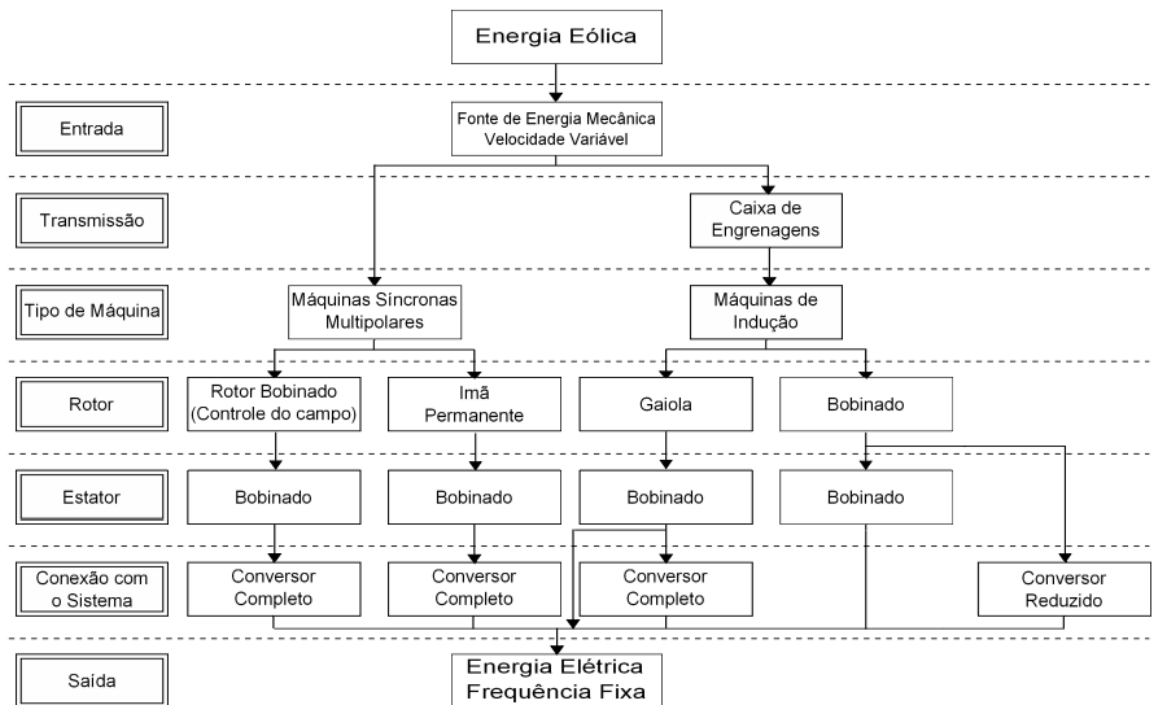 Energia Eólica
Entrada
Fonte de Energia Mecânica
Velocidade Variável
Transmissão
Caixa de
Engrenagens
Tipo de Máquina
Máquinas Síncronas
Multipolares
Máquinas de
Indução
Rotor
Rotor Bobinado
(Controle do campo)
Imã
Permanente
Gaiola
Bobinado
Estator
Bobinado
Bobinado
Bobinado
Bobinado
Conexão com
o Sistema
Conversor
Completo
Conversor
Completo
Conversor
Completo
Conversor
Reduzido
Saída
Energia Elétrica
Frequência Fixa